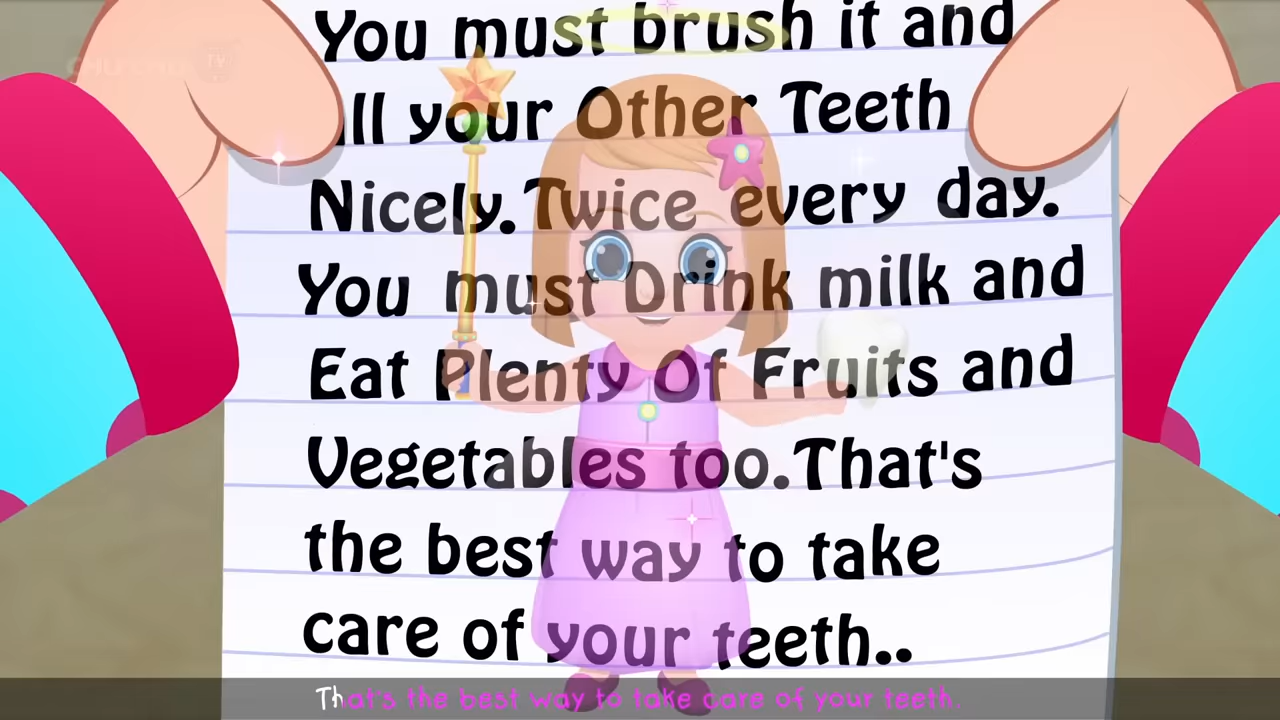 You must brush it and
all your Other Teeth
Nicely. Twice every day.
You must Drink milk and
Eat Plenty Of Fruits and
Vegetables too. That's
the best way to take
care of your teeth..
That's the best way to take care of your teeth.